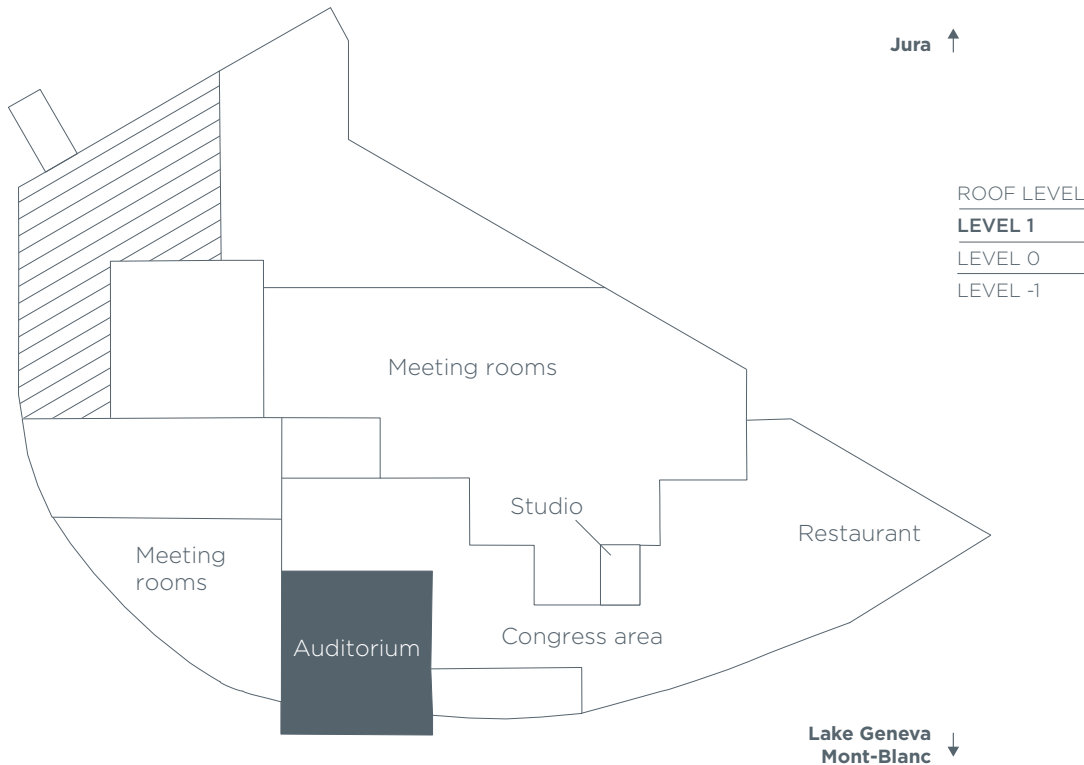 Jura
ROOF LEVEL
LEVEL 1
LEVEL 0
LEVEL -1
Meeting rooms
Studio
Restaurant
Meeting
rooms
Congress area
Auditorium
Lake Geneva
Mont-Blanc